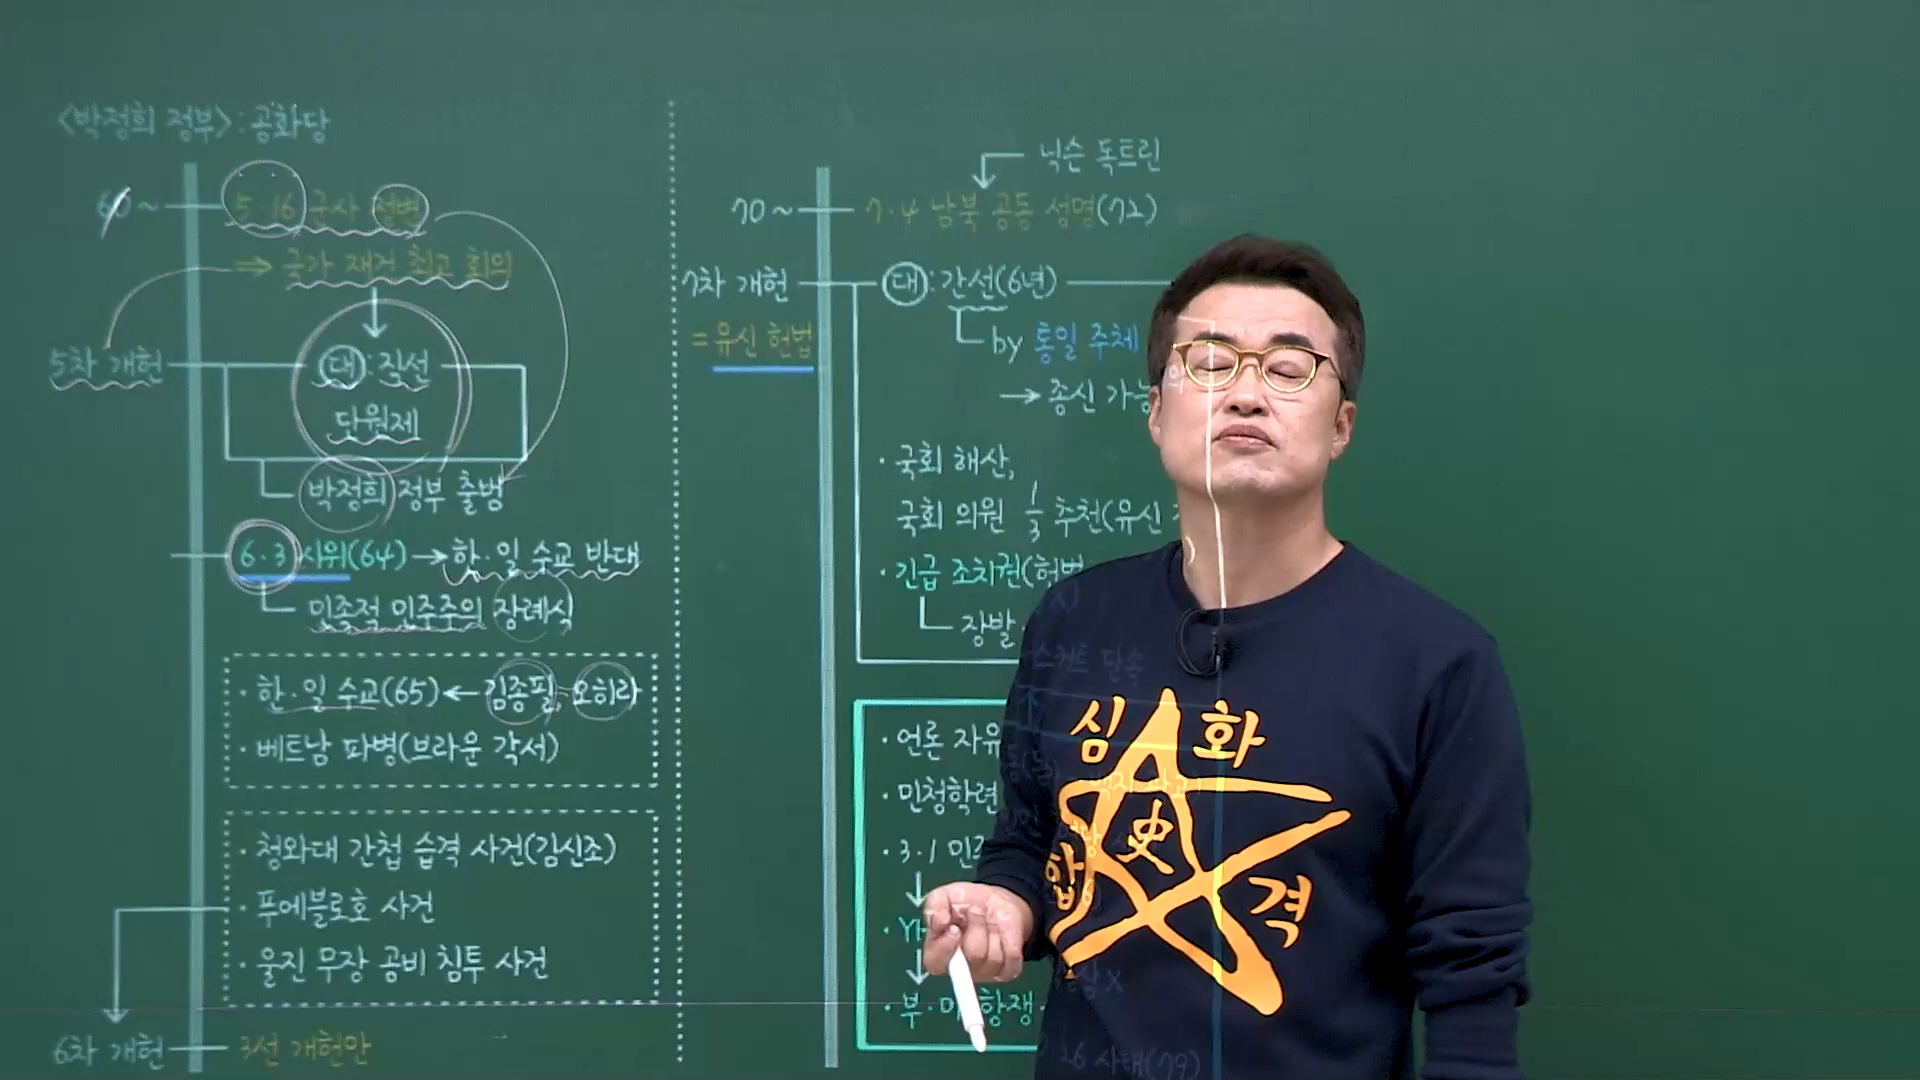 <박정희 정부>: 공화당
60~ 5·16 군사 정변
⇒ 국가 재건 최고 회의
5차 개헌 대: 직선
단원제
박정희 정부 출범
6·3 시위(64) → 한·일 수교 반대
민족적 민주주의 장례식
· 한·일 수교(65) ← 김종필, 오히라
· 베트남 파병(브라운 각서)
· 청와대 간첩 습격 사건(김신조)
· 푸에블로호 사건
· 울진 무장 공비 침투 사건
6차 개헌 3선 개헌안
닉슨 독트린
70~ 7·4 남북 공동 성명(72)
7차 개헌 대: 간선(6년)
= 유신 헌법
by 통일 주체
→ 종신 가능
· 국회 해산,
국회 의원 1/3 추천(유신
· 긴급 조치권(헌법
장발
스커트 단속
· 언론 자유
· 민청학련
· 3·1 민주
↓
· YH
↓
· 부·마 항쟁
26 사태(79)
심 화
史
합 격